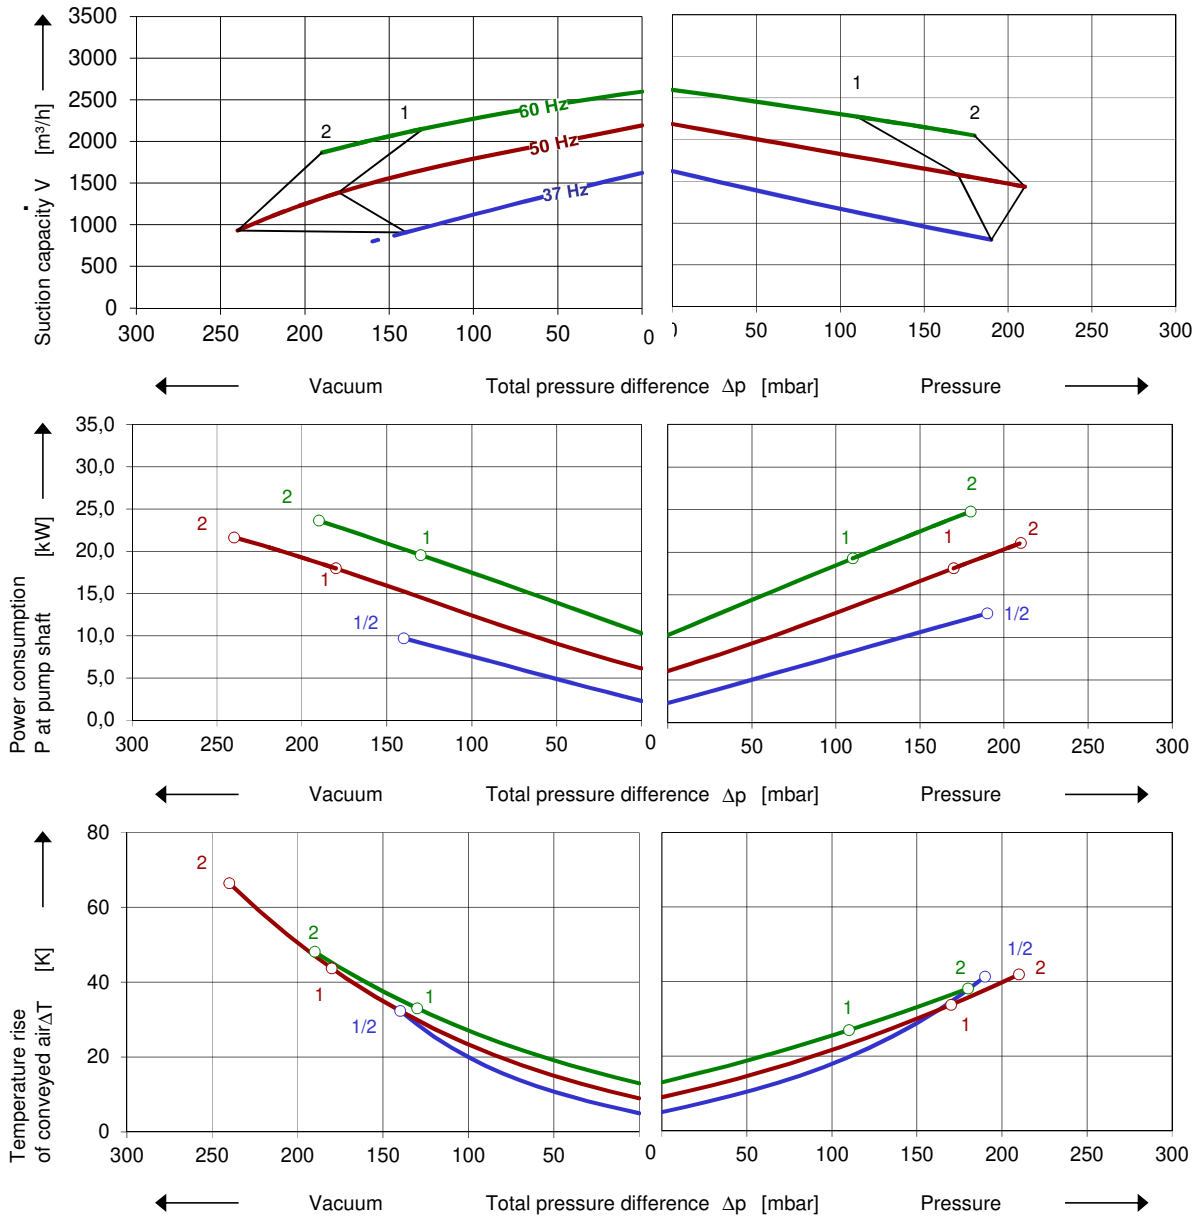 3500
3000
2500
2000
1500
1000
500
0
Suction capacity V̇ [m³/h]
60 Hz
50 Hz
37 Hz
2
1
1
2
300 250 200 150 100 50 0
0 50 100 150 200 250 300
Vacuum Total pressure difference Δp [mbar] Pressure
35,0
30,0
25,0
20,0
15,0
10,0
5,0
0,0
Power consumption
P at pump shaft [kW]
2
2
1
1
1/2
2
1
1
2
1/2
300 250 200 150 100 50 0
50 100 150 200 250 300
Vacuum Total pressure difference Δp [mbar] Pressure
80
60
40
20
0
Temperature rise
of conveyed airΔT [K]
2
2
1
1
1/2
1/2
2
2
1
1
300 250 200 150 100 50 0
50 100 150 200 250 300
Vacuum Total pressure difference Δp [mbar] Pressure